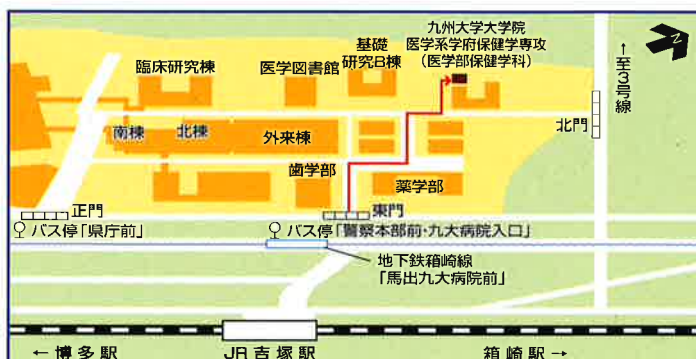 九州大学大学院
医学系学府保健学専攻
(医学部保健学科)
基礎
研究B棟
医学図書館
臨床研究棟
N
←至3号線
北門
南棟
北棟
外来棟
歯学部
薬学部
正門
東門
バス停「県庁前」
バス停「警察本部前・九大病院入口」
地下鉄箱崎線
「馬出九大病院前」
← 博多駅
JR吉塚駅
箱崎駅 →